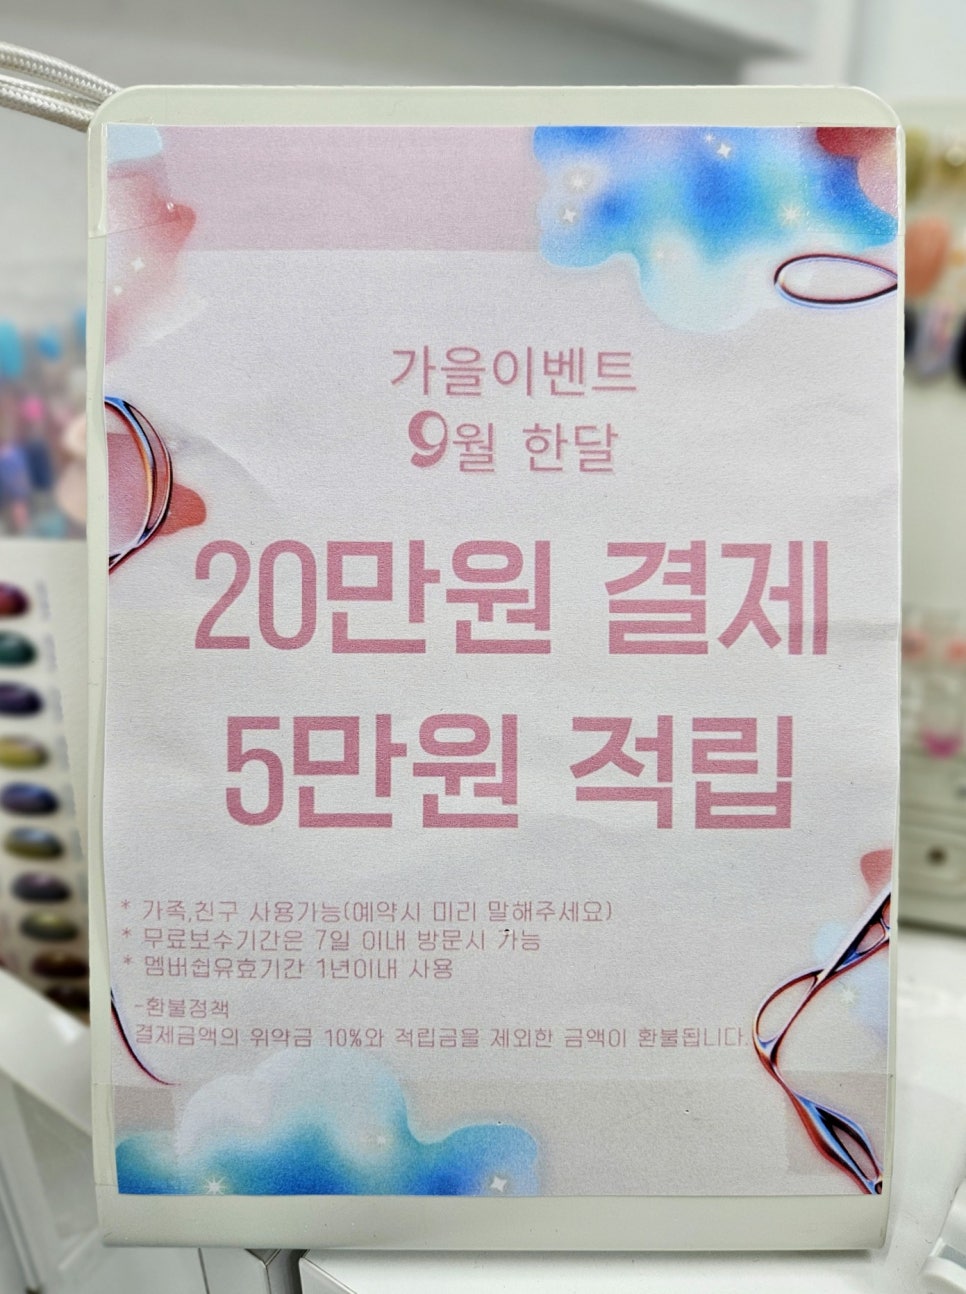 가을이벤트
9월 한달
20만원 결제
5만원 적립
* 가족,친구 사용가능(예약시 미리 말해주세요)
* 무료보수기간은 7일 이내 방문시 가능
* 멤버쉽유효기간 1년이내 사용
-환불정책
결제금액의 위약금 10%와 적립금을 제외한 금액이 환불됩니다.